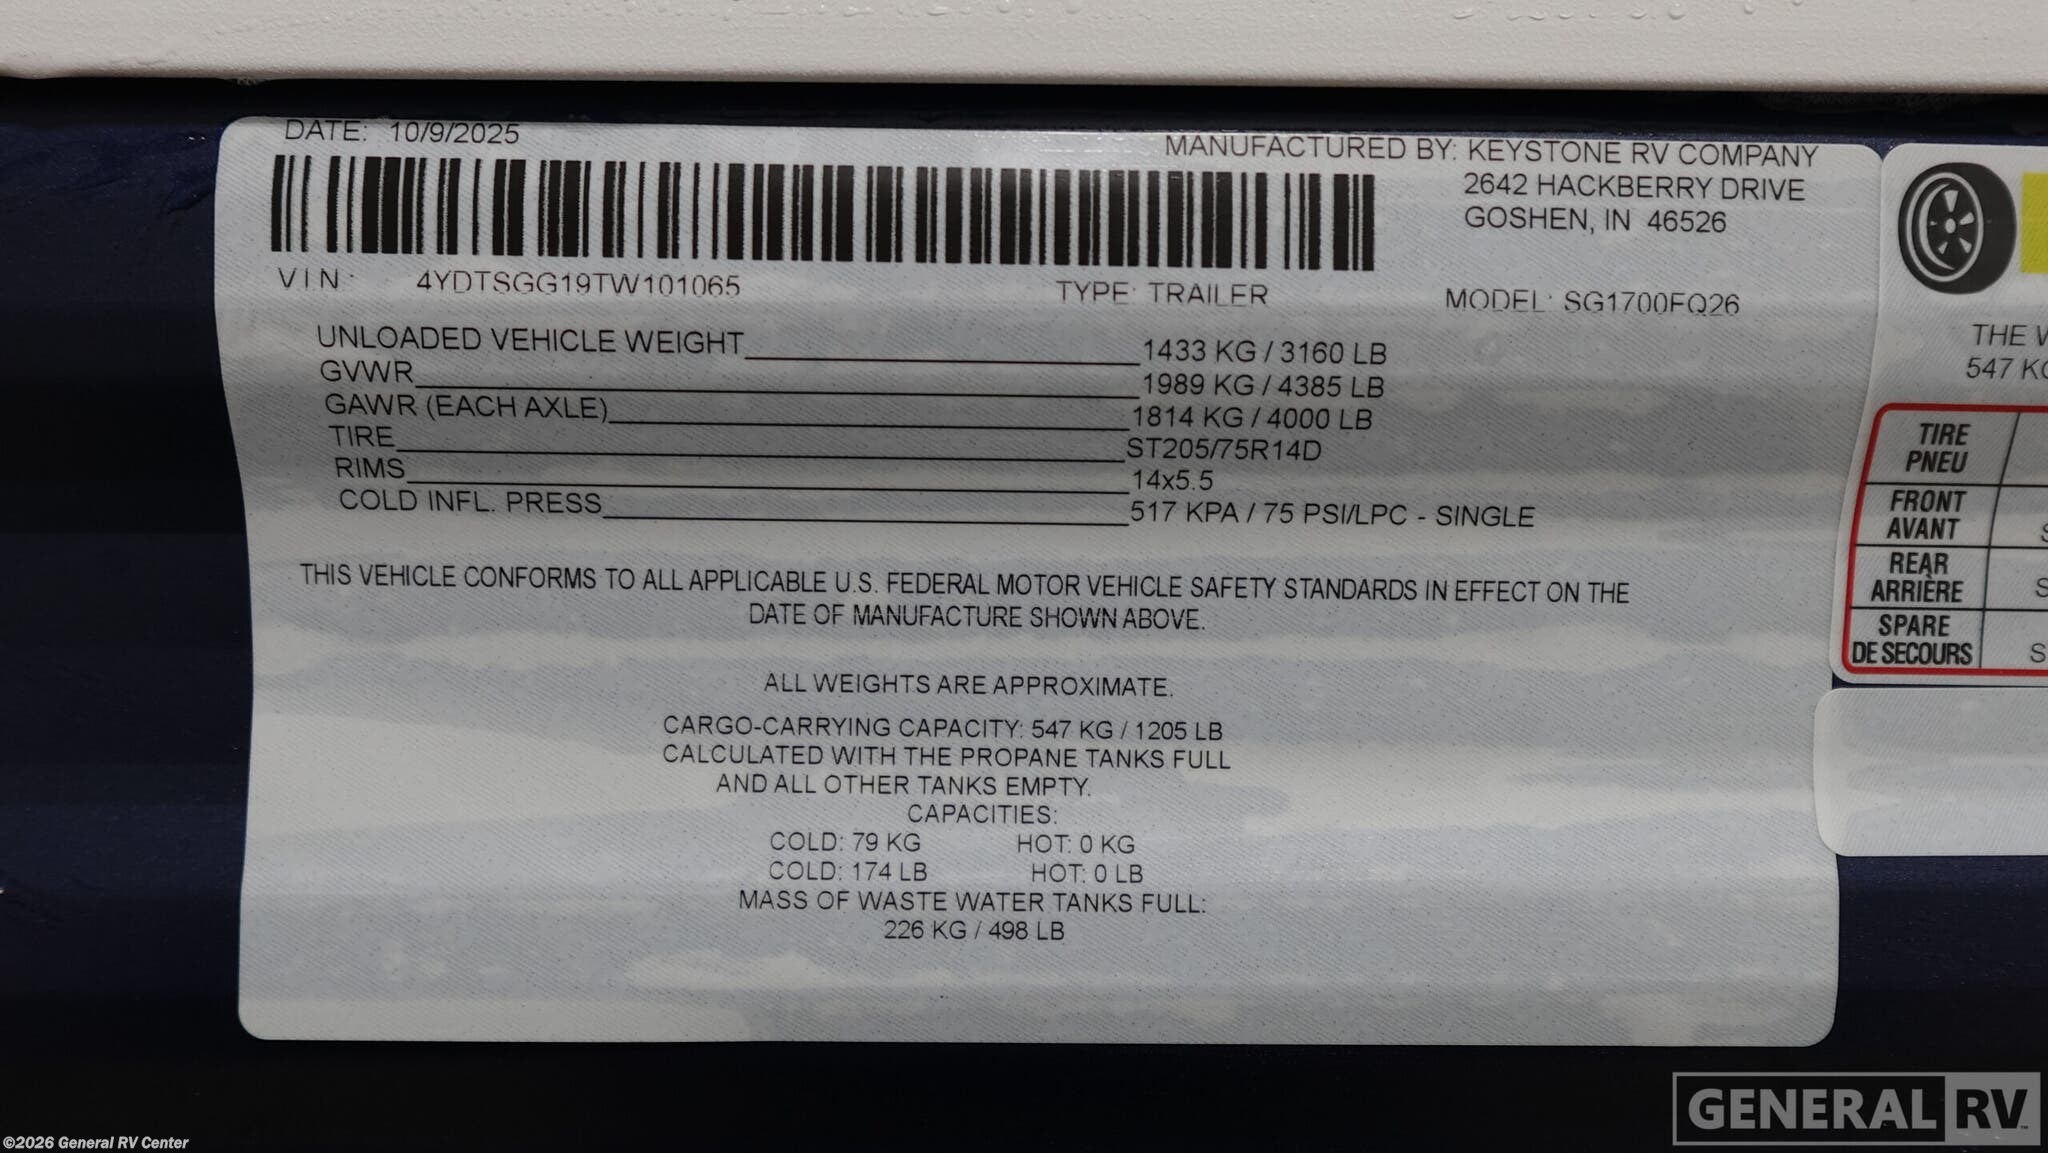 DATE: 10/9/2025
MANUFACTURED BY: KEYSTONE RV COMPANY
2642 HACKBERRY DRIVE
GOSHEN, IN 46526
VIN: 4YDTSGG19TW101065 TYPE: TRAILER MODEL: SG1700FQ26
UNLOADED VEHICLE WEIGHT 1433 KG / 3160 LB
GVWR 1989 KG / 4385 LB
GAWR (EACH AXLE) 1814 KG / 4000 LB
TIRE ST205/75R14D
RIMS 14x5.5
COLD INFL. PRESS 517 KPA / 75 PSI/LPC - SINGLE
THIS VEHICLE CONFORMS TO ALL APPLICABLE U.S. FEDERAL MOTOR VEHICLE SAFETY STANDARDS IN EFFECT ON THE
DATE OF MANUFACTURE SHOWN ABOVE.
ALL WEIGHTS ARE APPROXIMATE.
CARGO-CARRYING CAPACITY: 547 KG / 1205 LB
CALCULATED WITH THE PROPANE TANKS FULL
AND ALL OTHER TANKS EMPTY.
CAPACITIES:
COLD: 79 KG HOT: 0 KG
COLD: 174 LB HOT: 0 LB
MASS OF WASTE WATER TANKS FULL:
226 KG / 498 LB
THE
547
TIRE
PNEU
FRONT
AVANT
REAR
ARRIÈRE
SPARE
DE SECOURS
GENERAL RV
©2026 General RV Center